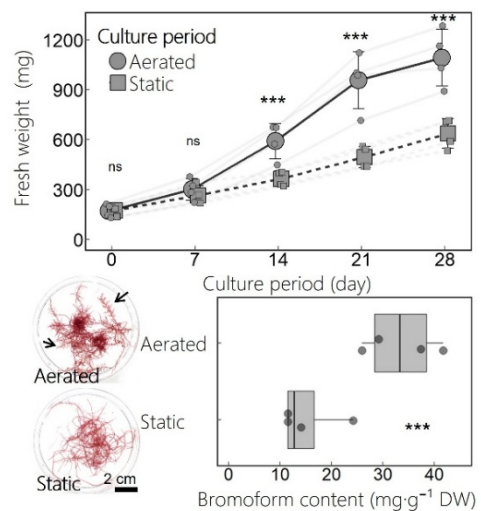 Culture period
Aerated
Static
Fresh weight (mg)
1200
900
600
300
0
ns
ns
***
***
***
0 7 14 21 28
Culture period (day)
Aerated
Static
2 cm
Aerated
Static
***
0 10 20 30 40
Bromoform content (mg·g⁻¹ DW)